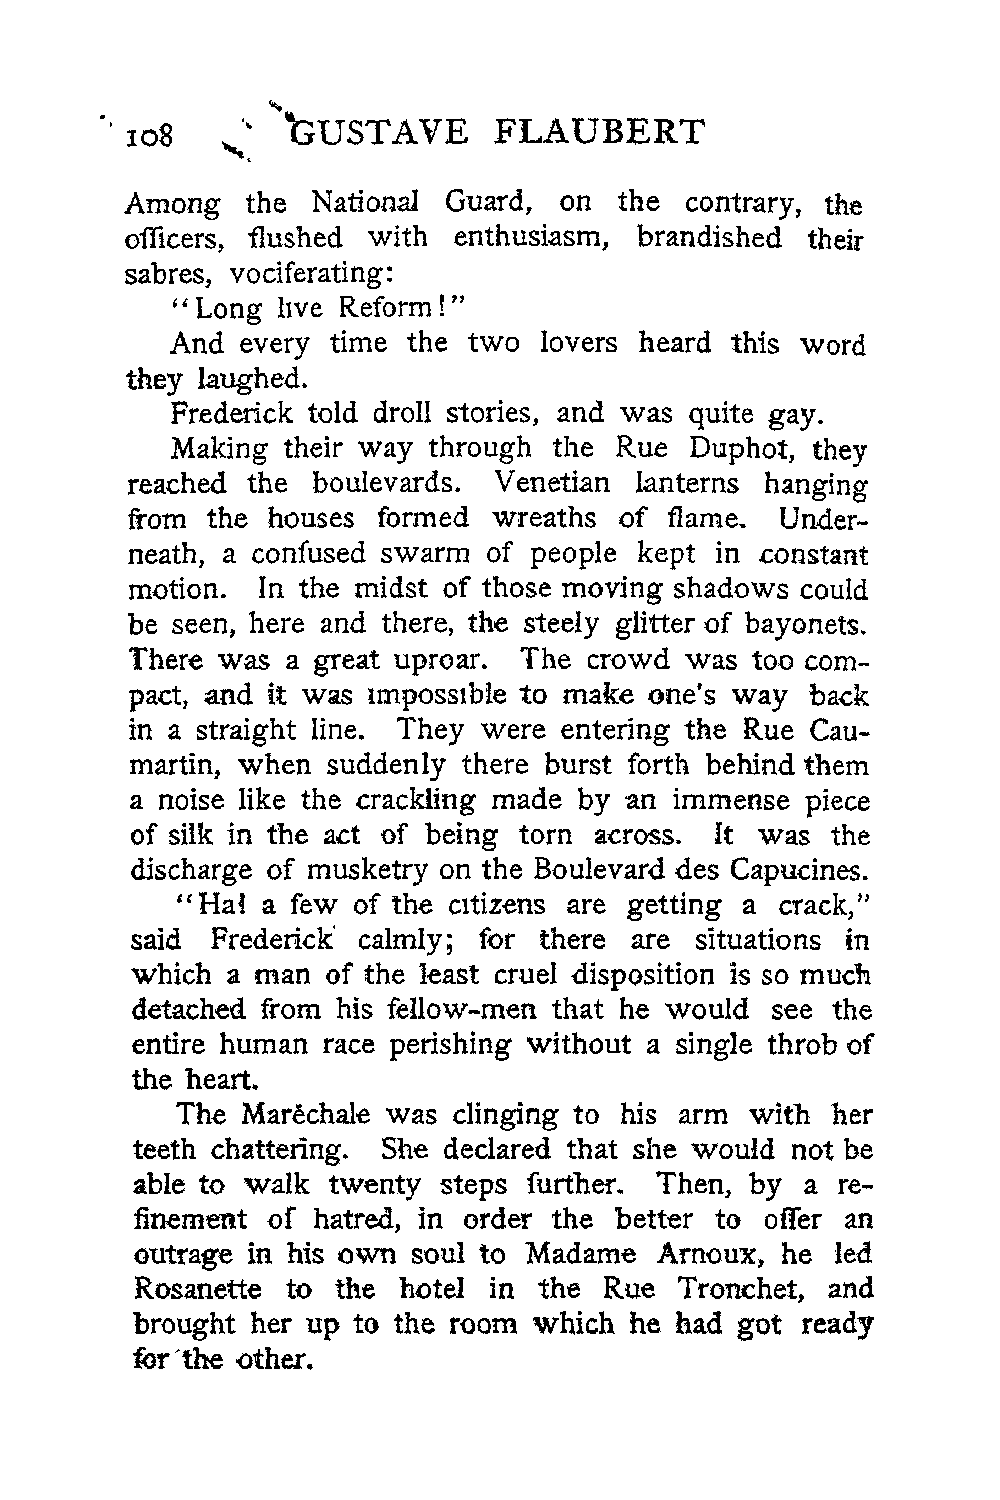 108 GUSTAVE FLAUBERT
Among the National Guard, on the contrary, the
officers, flushed with enthusiasm, brandished their
sabres, vociferating:
“Long live Reform!”
And every time the two lovers heard this word
they laughed.
Frederick told droll stories, and was quite gay.
Making their way through the Rue Duphot, they
reached the boulevards. Venetian lanterns hanging
from the houses formed wreaths of flame. Under-
neath, a confused swarm of people kept in constant
motion. In the midst of those moving shadows could
be seen, here and there, the steely glitter of bayonets.
There was a great uproar. The crowd was too com-
pact, and it was impossible to make one's way back
in a straight line. They were entering the Rue Cau-
martin, when suddenly there burst forth behind them
a noise like the crackling made by an immense piece
of silk in the act of being torn across. It was the
discharge of musketry on the Boulevard des Capucines.
“Ha! a few of the citizens are getting a crack,”
said Frederick calmly; for there are situations in
which a man of the least cruel disposition is so much
detached from his fellow-men that he would see the
entire human race perishing without a single throb of
the heart.
The Maréchale was clinging to his arm with her
teeth chattering. She declared that she would not be
able to walk twenty steps further. Then, by a re-
finement of hatred, in order the better to offer an
outrage in his own soul to Madame Arnoux, he led
Rosanette to the hotel in the Rue Tronchet, and
brought her up to the room which he had got ready
for the other.